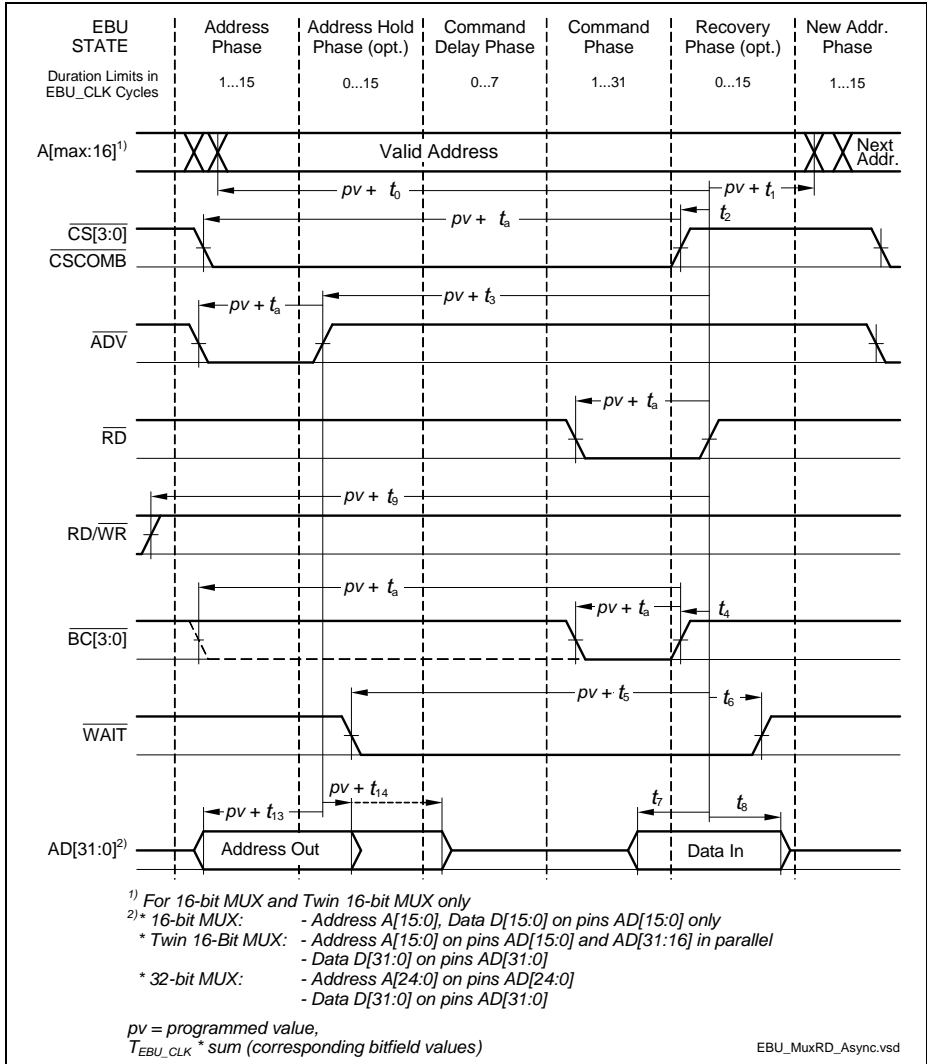 EBU STATE
Address Phase
Address Hold Phase (opt.)
Command Delay Phase
Command Phase
Recovery Phase (opt.)
New Addr. Phase
Duration Limits in EBU_CLK Cycles
1...15
0...15
0...7
1...31
0...15
1...15
A[max:16]1)
Valid Address
Next Addr.
pv + t0
pv + t1
pv + ta
t2
CS[3:0]
CSCOMB
pv + ta
pv + t3
ADV
pv + ta
RD
pv + t9
RD/WR
pv + ta
pv + ta
t4
BC[3:0]
pv + t5
t6
WAIT
pv + t13
pv + t14
t7
t8
AD[31:0]2)
Address Out
Data In
1) For 16-bit MUX and Twin 16-bit MUX only
2)* 16-bit MUX: - Address A[15:0], Data D[15:0] on pins AD[15:0] only
* Twin 16-Bit MUX: - Address A[15:0] on pins AD[15:0] and AD[31:16] in parallel
- Data D[31:0] on pins AD[31:0]
* 32-bit MUX: - Address A[24:0] on pins AD[24:0]
- Data D[31:0] on pins AD[31:0]
pv = programmed value,
TEBU_CLK * sum (corresponding bitfield values)
EBU_MuxRD_Async.vsd